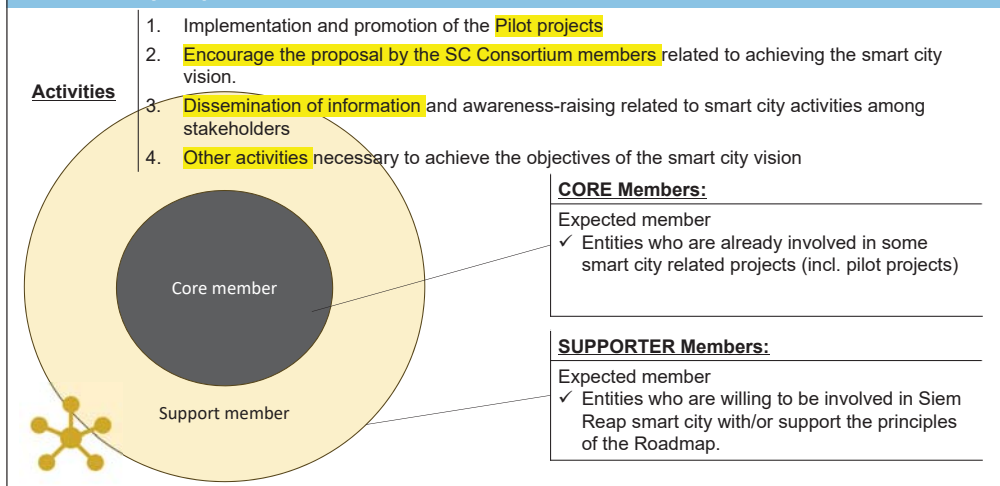 Activities
1. Implementation and promotion of the Pilot projects
2. Encourage the proposal by the SC Consortium members related to achieving the smart city
vision.
3. Dissemination of information and awareness-raising related to smart city activities among
stakeholders
4. Other activities necessary to achieve the objectives of the smart city vision
CORE Members:
Expected member
✓ Entities who are already involved in some
smart city related projects (incl. pilot projects)
Core member
SUPPORTER Members:
Expected member
✓ Entities who are willing to be involved in Siem
Reap smart city with/or support the principles
of the Roadmap.
Support member